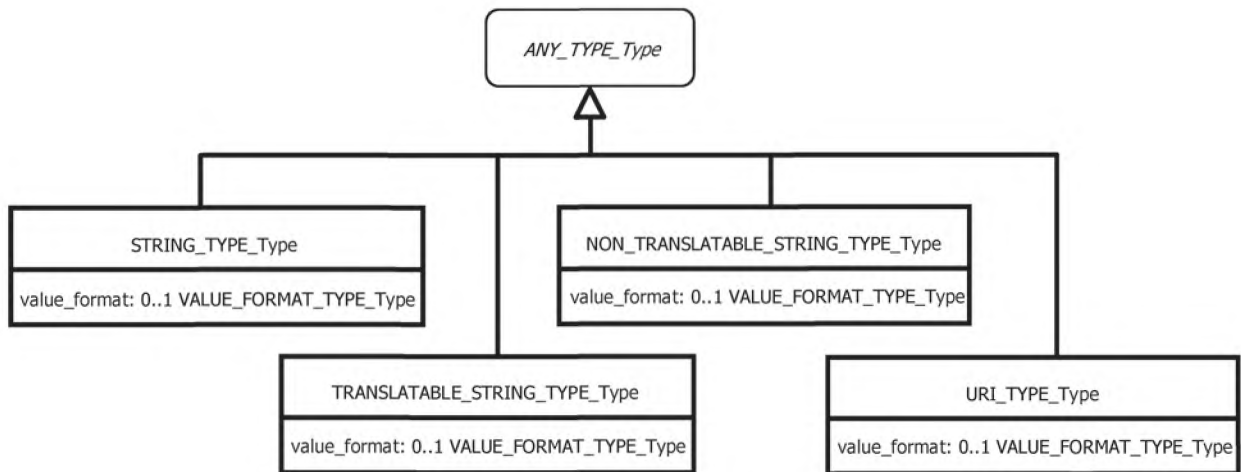 ANY_TYPE_Type
STRING_TYPE_Type
value_format: 0..1 VALUE_FORMAT_TYPE_Type
NON_TRANSLATABLE_STRING_TYPE_Type
value_format: 0..1 VALUE_FORMAT_TYPE_Type
TRANSLATABLE_STRING_TYPE_Type
value_format: 0..1 VALUE_FORMAT_TYPE_Type
URI_TYPE_Type
value_format: 0..1 VALUE_FORMAT_TYPE_Type